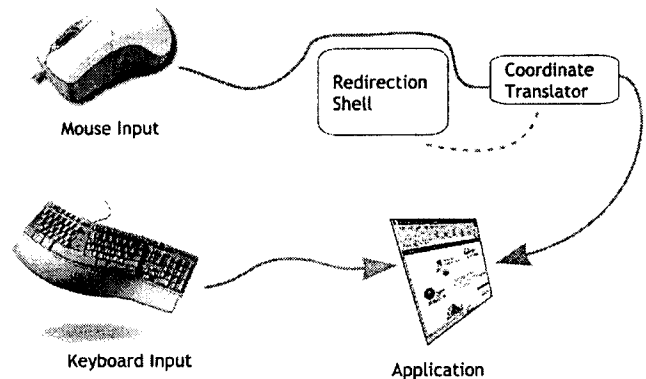 Redirection
Shell
Coordinate
Translator
Mouse Input
Keyboard Input
Application